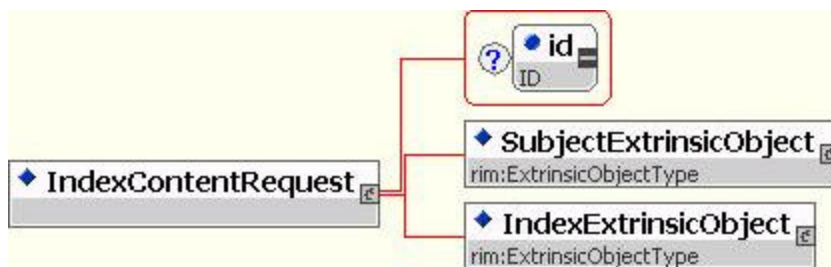 id
?
ID
SubjectExtrinsicObject
rim:ExtrinsicObjectType
IndexContentRequest
IndexExtrinsicObject
rim:ExtrinsicObjectType